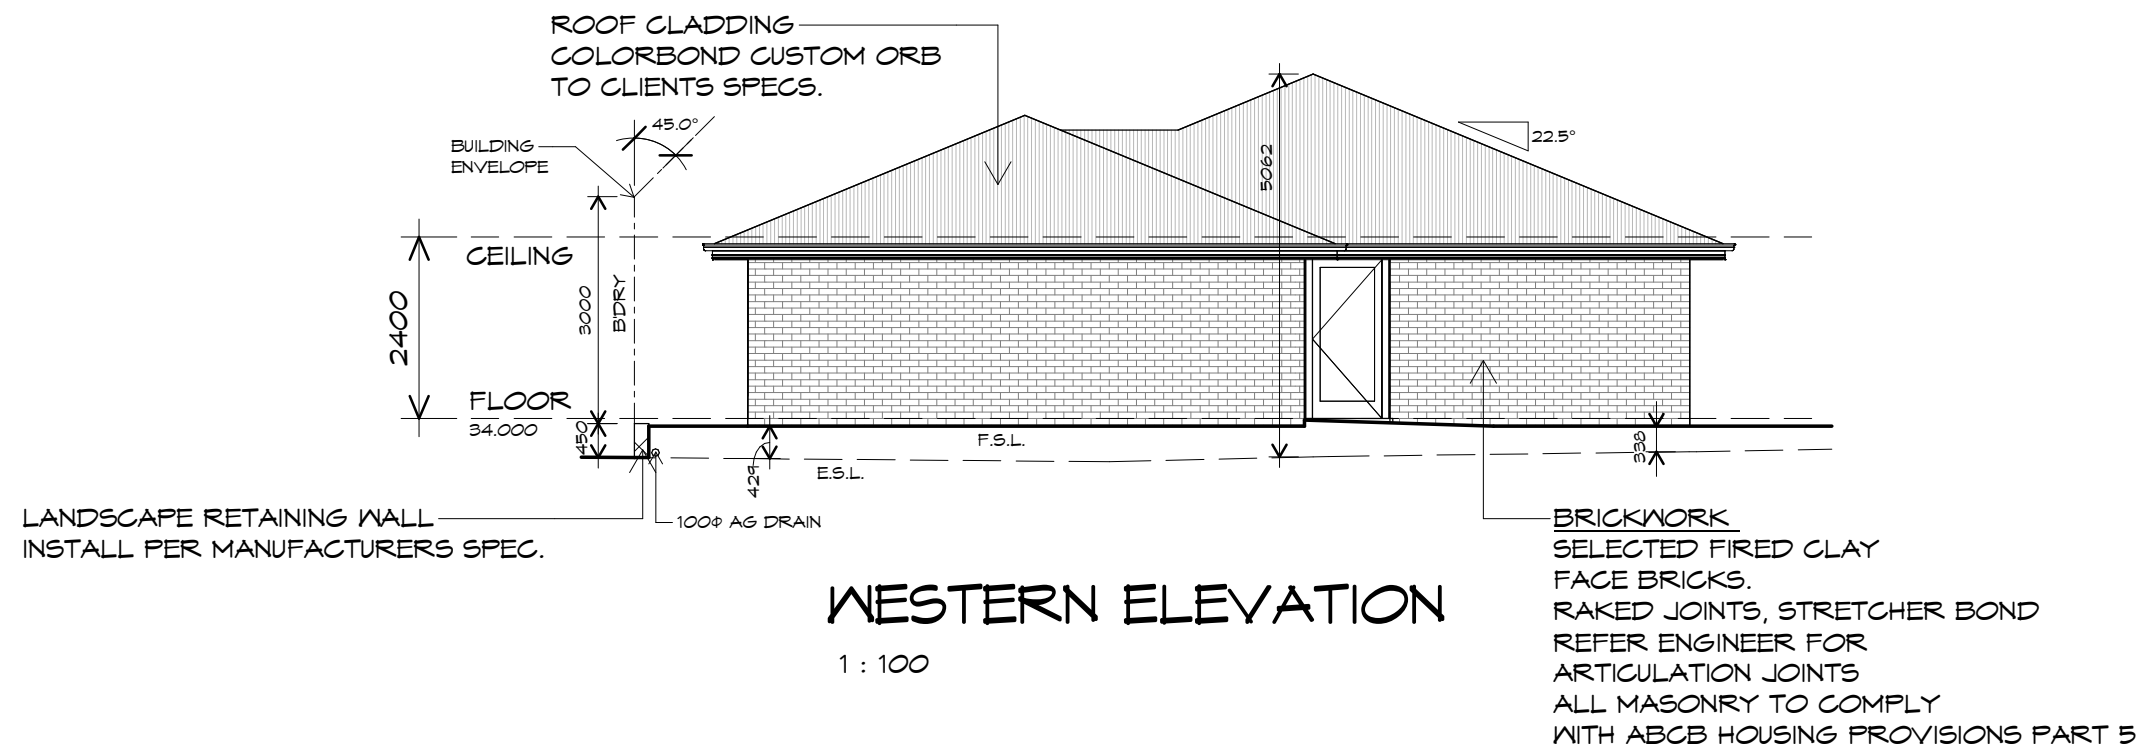 ROOF CLADDING
COLORBOND CUSTOM ORB
TO CLIENTS SPECS.
45.0°
BUILDING
ENVELOPE
22.5°
5062
CEILING
2400
3000
B'DRY
FLOOR
34.000
450
F.S.L.
429
E.S.L.
338
LANDSCAPE RETAINING WALL
INSTALL PER MANUFACTURERS SPEC.
100Φ AG DRAIN
BRICKWORK
SELECTED FIRED CLAY
FACE BRICKS.
RAKED JOINTS, STRETCHER BOND
REFER ENGINEER FOR
ARTICULATION JOINTS
ALL MASONRY TO COMPLY
WITH ABCB HOUSING PROVISIONS PART 5
WESTERN ELEVATION
1 : 100